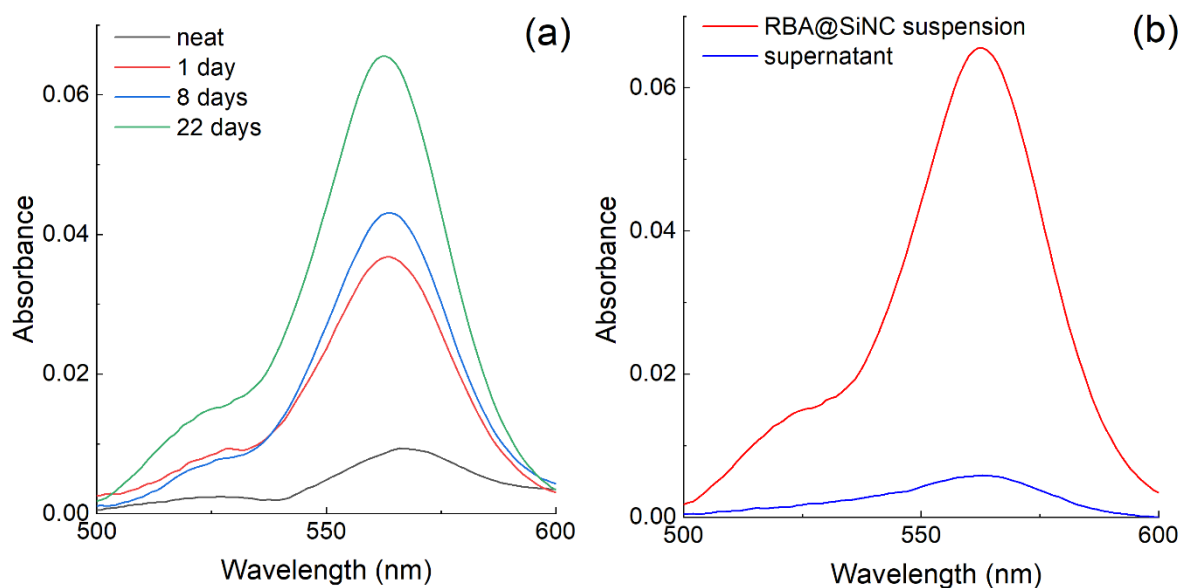 (a)
neat
1 day
8 days
22 days
0.06
0.04
0.02
0.00
Absorbance
500
550
600
Wavelength (nm)
(b)
RBA@SiNC suspension
supernatant
0.06
0.04
0.02
0.00
Absorbance
500
550
600
Wavelength (nm)